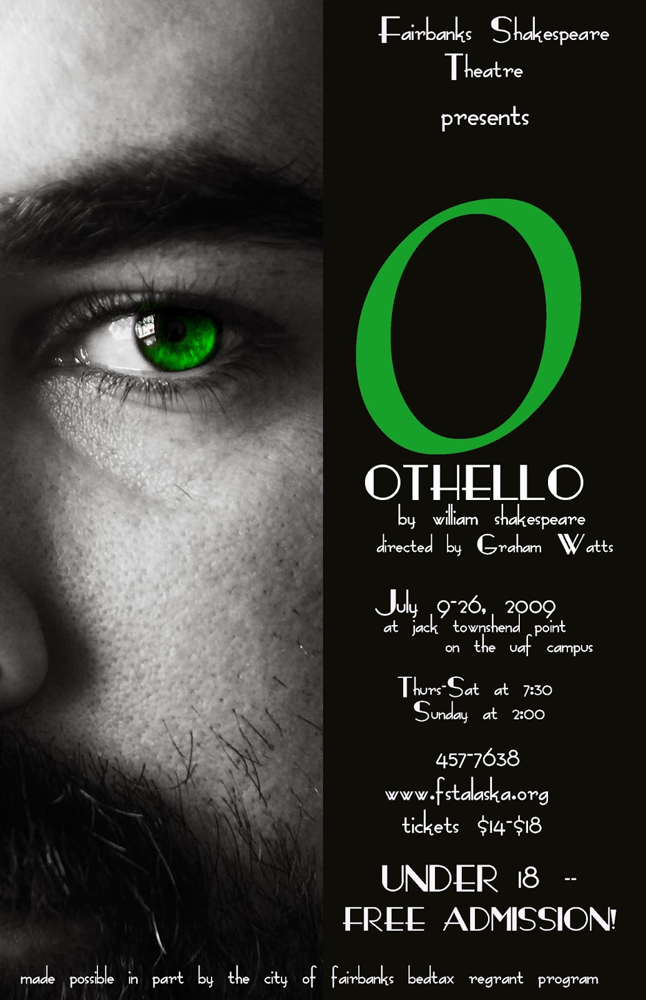 Fairbanks Shakespeare
Theatre
presents
O
OTHELLO
by william shakespeare
directed by Graham Watts
July 9-26, 2009
at jack townshend point
on the uaf campus
Thurs-Sat at 7:30
Sunday at 2:00
457-7638
www.fstalaska.org
tickets $14-$18
UNDER 18 --
FREE ADMISSION!
made possible in part by the city of fairbanks bedtax regrant program